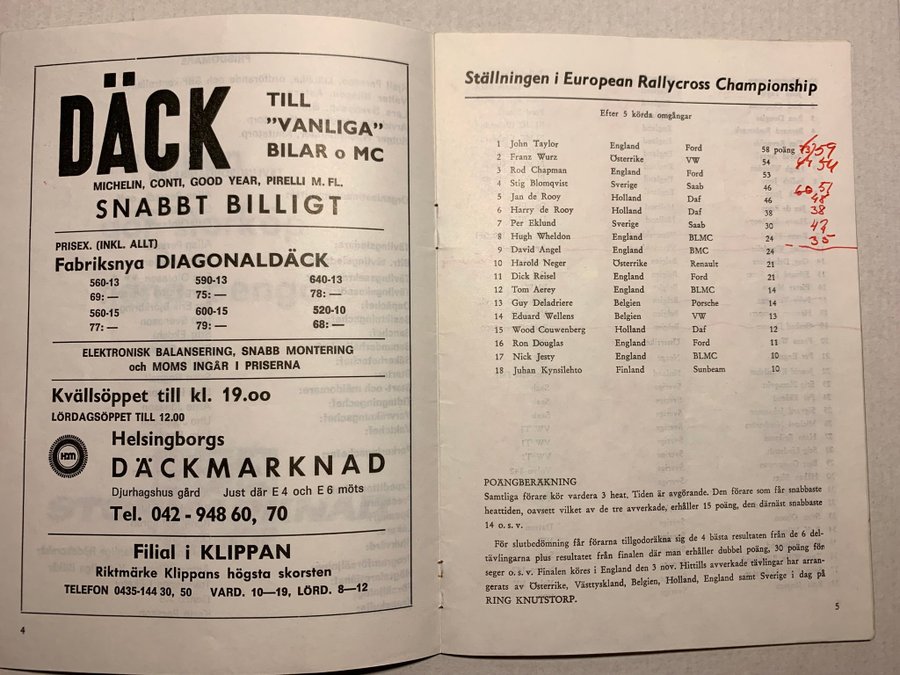 DÄCK
TILL
"VANLIGA"
BILAR o MC
MICHELIN, CONTI, GOOD YEAR, PIRELLI M. FL.
SNABBT BILLIGT
PRISEX. (INKL. ALLT)
Fabriksnya DIAGONALDÄCK
560-13 590-13 640-13
69: — 75: — 78: —
560-15 600-15 520-10
77: — 79: — 68: —
ELEKTRONISK BALANSERING, SNABB MONTERING
och MOMS INGÅR I PRISERNA
Kvällsöppet till kl. 19.oo
LÖRDAGSÖPPET TILL 12.00
Helsingborgs
DÄCKMARKNAD
Djurhagshus gård Just där E 4 och E 6 möts
Tel. 042 - 948 60, 70
Filial i KLIPPAN
Riktmärke Klippans högsta skorsten
TELEFON 0435-144 30, 50 VARD. 10—19, LÖRD. 8—12
4
Ställningen i European Rallycross Championship
Efter 5 körda omgångar
1 John Taylor England Ford 58 poäng 59
2 Franz Wurz Österrike VW 54 54
3 Rod Chapman England Ford 53
4 Stig Blomqvist Sverige Saab 46 51
5 Jan de Rooy Holland Daf 46 48
6 Harry de Rooy Holland Daf 38 38
7 Per Eklund Sverige Saab 30
8 Hugh Wheldon England BLMC 24 35
9 David Angel England BMC 24
10 Harold Neger Österrike Renault 21
11 Dick Reisel England Ford 21
12 Tom Aerey England BLMC 14
13 Guy Deladriere Belgien Porsche 14
14 Eduard Wellens Belgien VW 13
15 Wood Couwenberg Holland Daf 12
16 Ron Douglas England Ford 11
17 Nick Jesty England BLMC 10
18 Juhan Kynsilehto Finland Sunbeam 10
POÄNGBERÄKNING
Samtliga förare kör vardera 3 heat. Tiden är avgörande. Den förare som får snabbaste
heattiden, oavsett vilket av de tre avverkade, erhåller 15 poäng, den därnäst snabbaste
14 o. s. v.
För slutbedömning får förarna tillgodoräkna sig de 4 bästa resultaten från de 6 del-
tävlingarna plus resultatet från finalen där man erhåller dubbel poäng, 30 poäng för
seger o. s. v. Finalen köres i England den 3 nov. Hittills avverkade tävlingar har arran-
gerats av Österrike, Västtyskland, Belgien, Holland, England samt Sverige i dag på
RING KNUTSTORP.
5